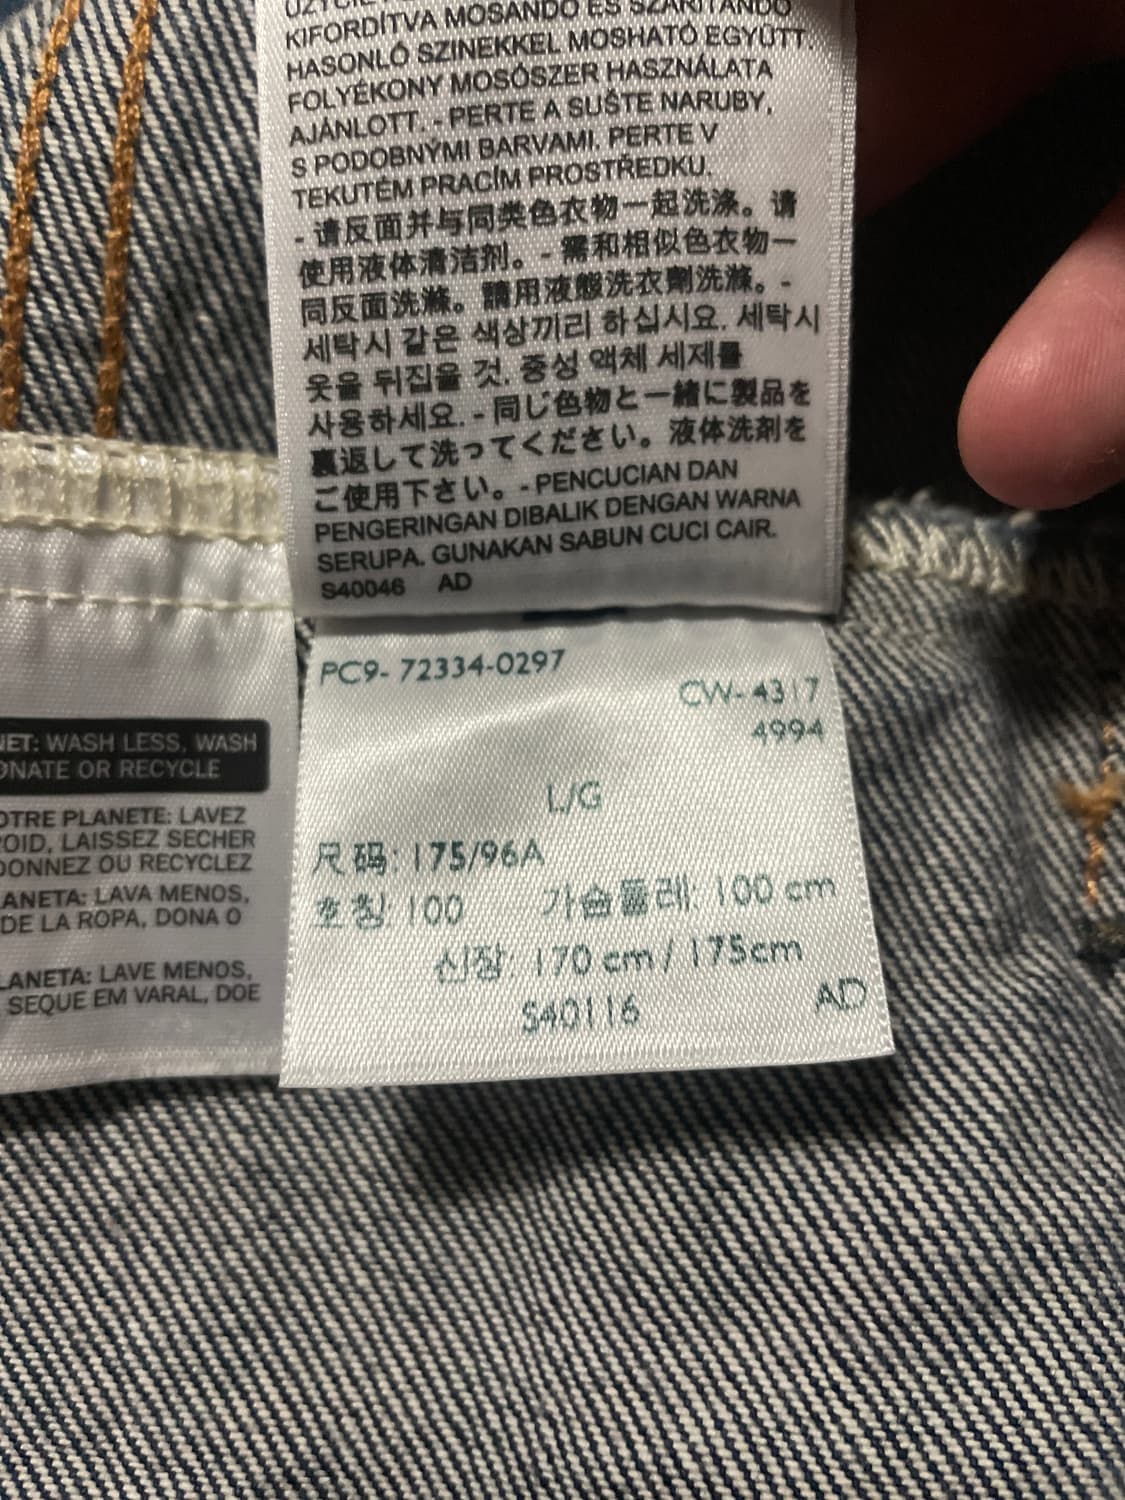 KIFORDÍTVA MOSANDÓ ÉS SZÁRÍTANDÓ
HASONLÓ SZINEKKEL MOSHATÓ EGYÜTT.
FOLYÉKONY MOSÓSZER HASZNÁLATA
AJÁNLOTT. - PERTE A SUŠTE NARUBY,
S PODOBNÝMI BARVAMI. PERTE V
TEKUTÉM PRACÍM PROSTŘEDKU.
- 请反面并与同类色衣物一起洗涤。请
使用液体清洁剂。- 需和相似色衣物一
同反面洗滌。請用液態洗衣劑洗滌。-
세탁시 같은 색상끼리 하십시요. 세탁시
옷을 뒤집을 것. 중성 액체 세제를
사용하세요. - 同じ色物と一緒に製品を
裏返して洗ってください。液体洗剤を
ご使用下さい。- PENCUCIAN DAN
PENGERINGAN DIBALIK DENGAN WARNA
SERUPA. GUNAKAN SABUN CUCI CAIR.
S40046 AD
PC9- 72334-0297
CW- 4317
4994
L/G
尺码: 175/96A
호칭: 100 가슴둘레: 100 cm
신장: 170 cm / 175cm
S40116 AD
NET: WASH LESS, WASH
ONATE OR RECYCLE
OTRE PLANETE: LAVEZ
OID, LAISSEZ SECHER
DONNEZ OU RECYCLEZ
ANETA: LAVA MENOS,
DE LA ROPA, DONA O
LANETA: LAVE MENOS,
SEQUE EM VARAL, DOE